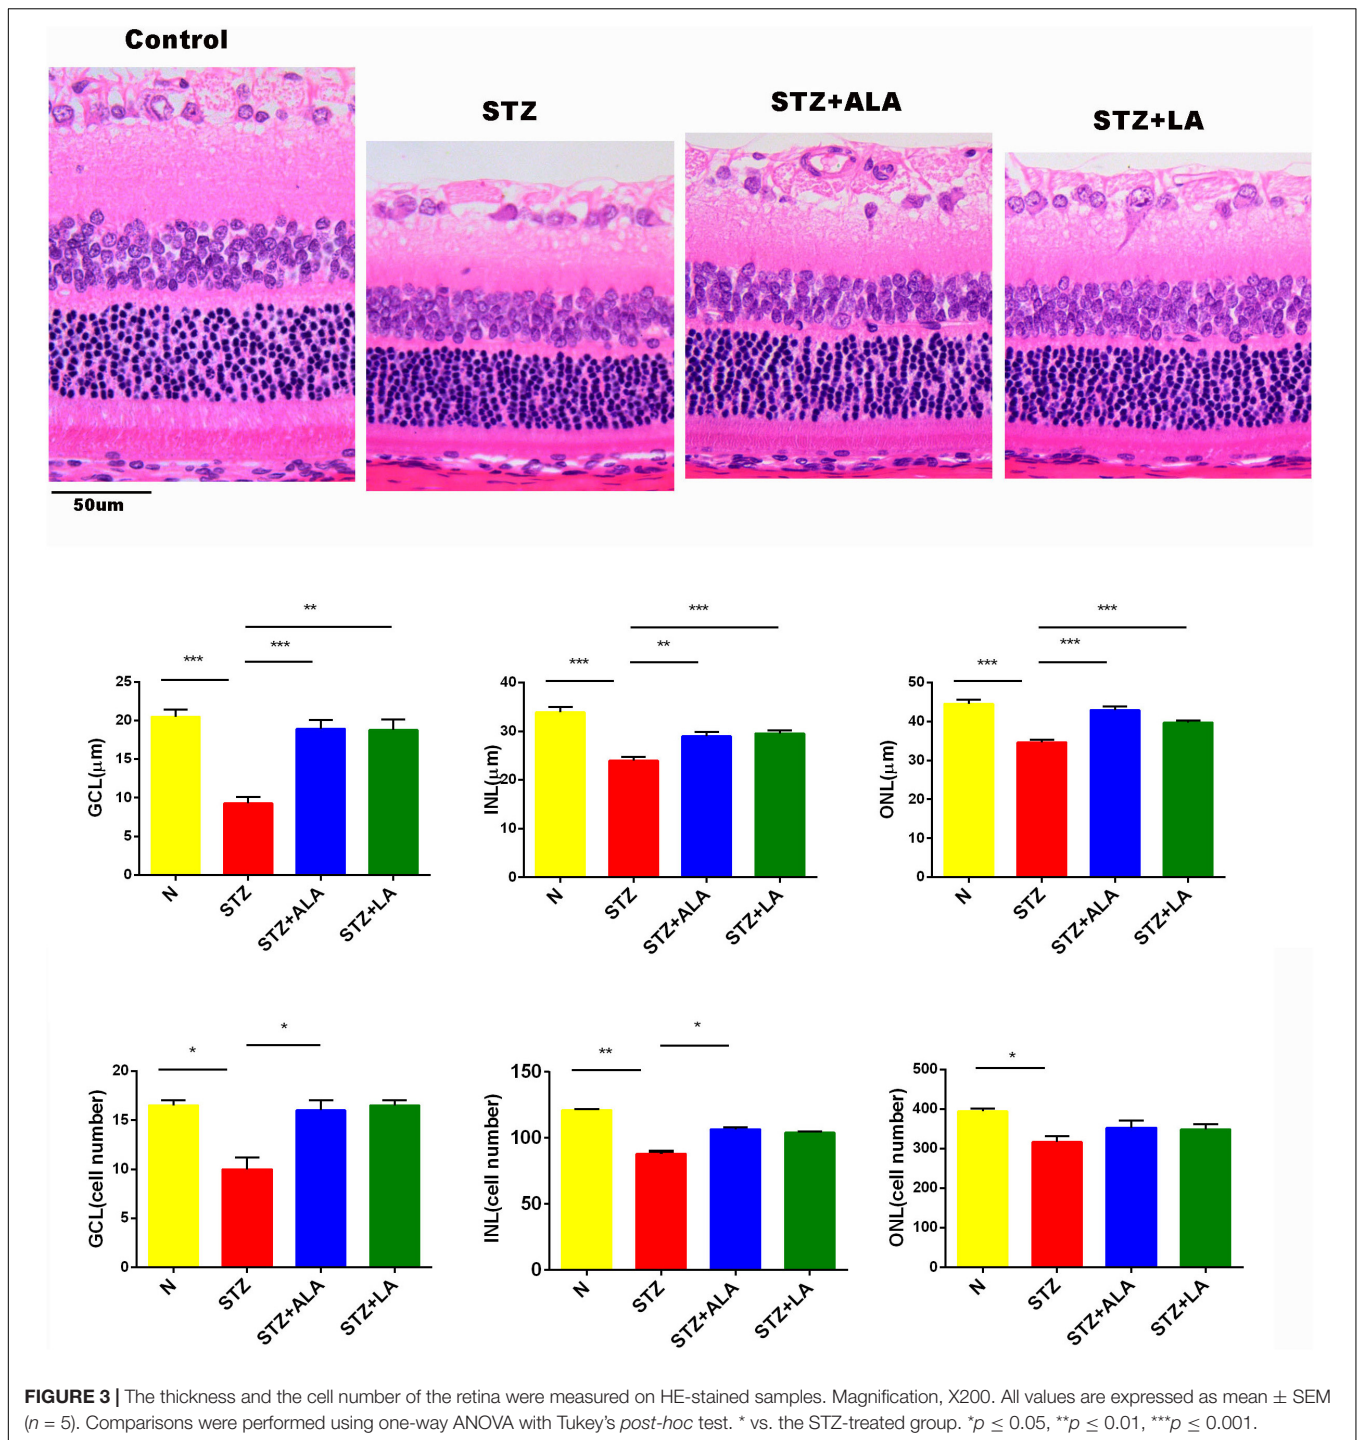 Control
STZ
STZ+ALA
STZ+LA
50um
**
***
***
GCL(μm)
25
20
15
10
5
0
N
STZ
STZ+ALA
STZ+LA
***
**
***
INL(μm)
40
30
20
10
0
N
STZ
STZ+ALA
STZ+LA
***
***
***
ONL(μm)
50
40
30
20
10
0
N
STZ
STZ+ALA
STZ+LA
*
*
GCL(cell number)
20
15
10
5
0
N
STZ
STZ+ALA
STZ+LA
*
**
INL(cell number)
150
100
50
0
N
STZ
STZ+ALA
STZ+LA
*
ONL(cell number)
500
400
300
200
100
0
N
STZ
STZ+ALA
STZ+LA
FIGURE 3 | The thickness and the cell number of the retina were measured on HE-stained samples. Magnification, X200. All values are expressed as mean ± SEM
(n = 5). Comparisons were performed using one-way ANOVA with Tukey's post-hoc test. * vs. the STZ-treated group. *p ≤ 0.05, **p ≤ 0.01, ***p ≤ 0.001.